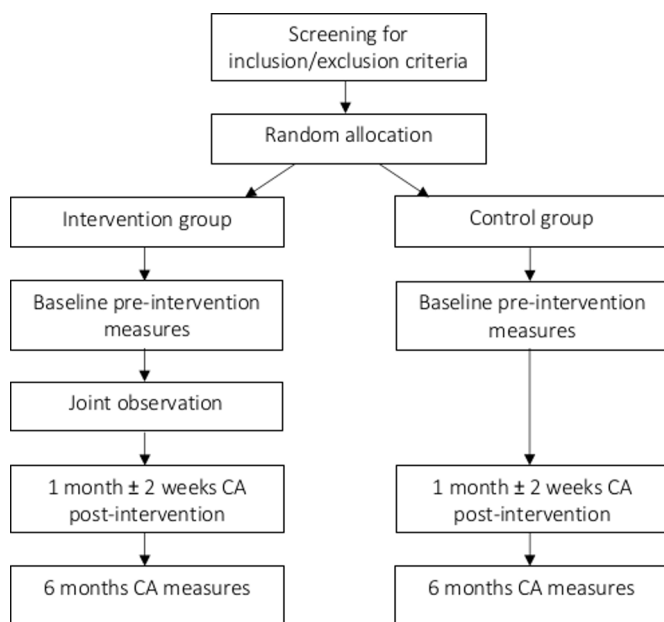 Screening for
inclusion/exclusion criteria
Random allocation
Intervention group
Control group
Baseline pre-intervention
measures
Baseline pre-intervention
measures
Joint observation
1 month ± 2 weeks CA
post-intervention
1 month ± 2 weeks CA
post-intervention
6 months CA measures
6 months CA measures